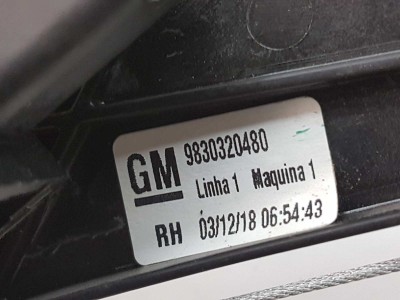 GM 9830320480
Linha 1 Maquina 1
RH 03/12/18 06:54:43